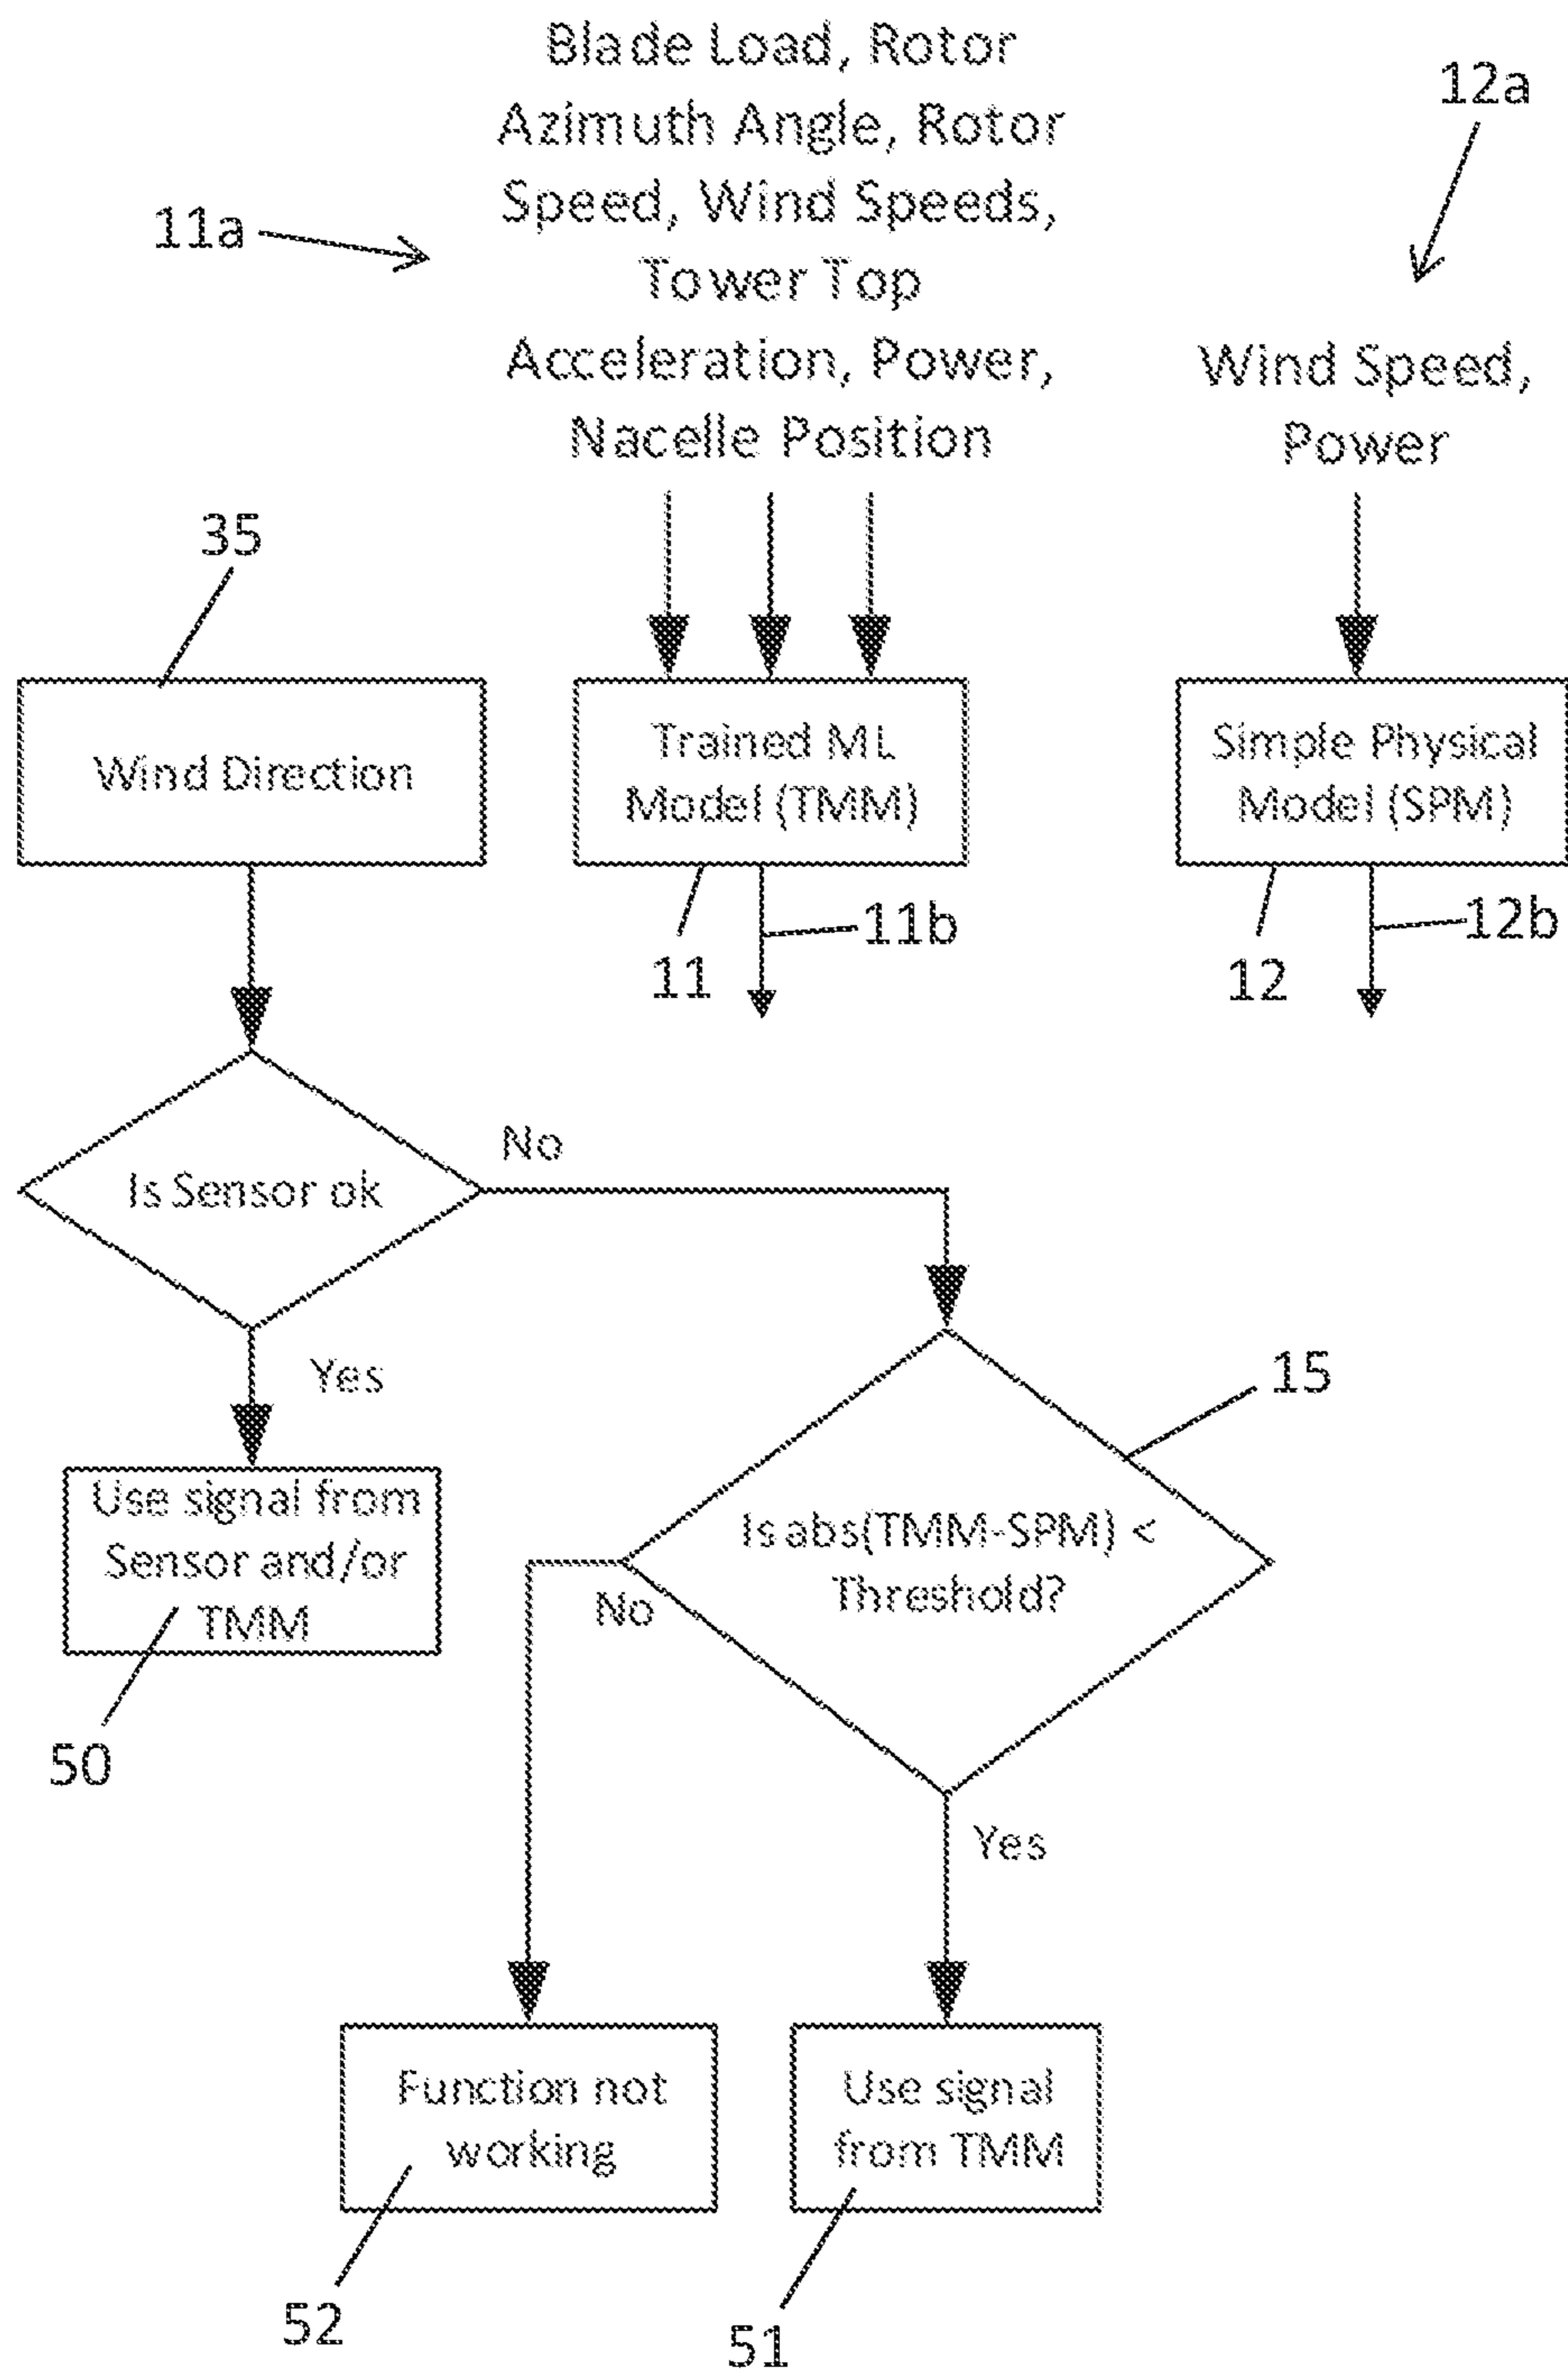 Blade Load, Rotor
Azimuth Angle, Rotor
Speed, Wind Speeds,
Tower Top
Acceleration, Power,
Nacelle Position
11a
12a
Wind Speed,
Power
35
Wind Direction
Trained ML
Model (TMM)
Simple Physical
Model (SPM)
11
11b
12
12b
Is Sensor ok
No
Yes
Use signal from
Sensor and/or
TMM
50
15
Is abs(TMM-SPM) <
Threshold?
No
Yes
Function not
working
52
Use signal
from TMM
51